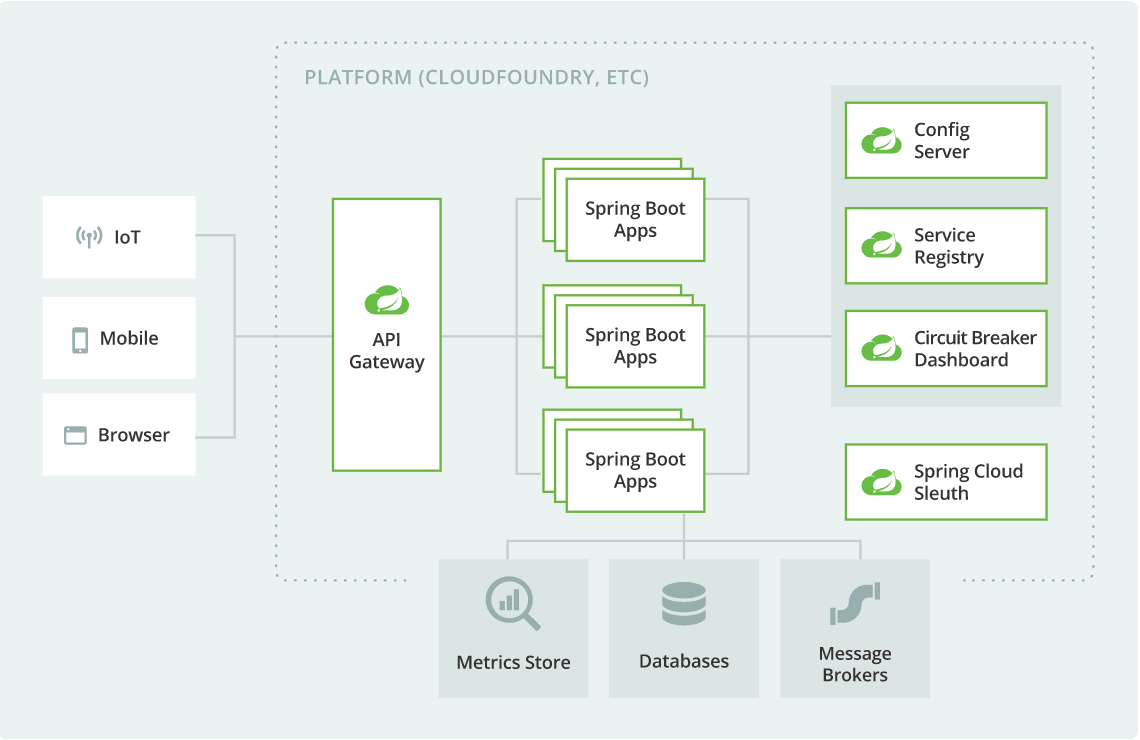 PLATFORM (CLOUDFOUNDRY, ETC)
IoT
Mobile
Browser
API
Gateway
Spring Boot
Apps
Spring Boot
Apps
Spring Boot
Apps
Config
Server
Service
Registry
Circuit Breaker
Dashboard
Spring Cloud
Sleuth
Metrics Store
Databases
Message
Brokers